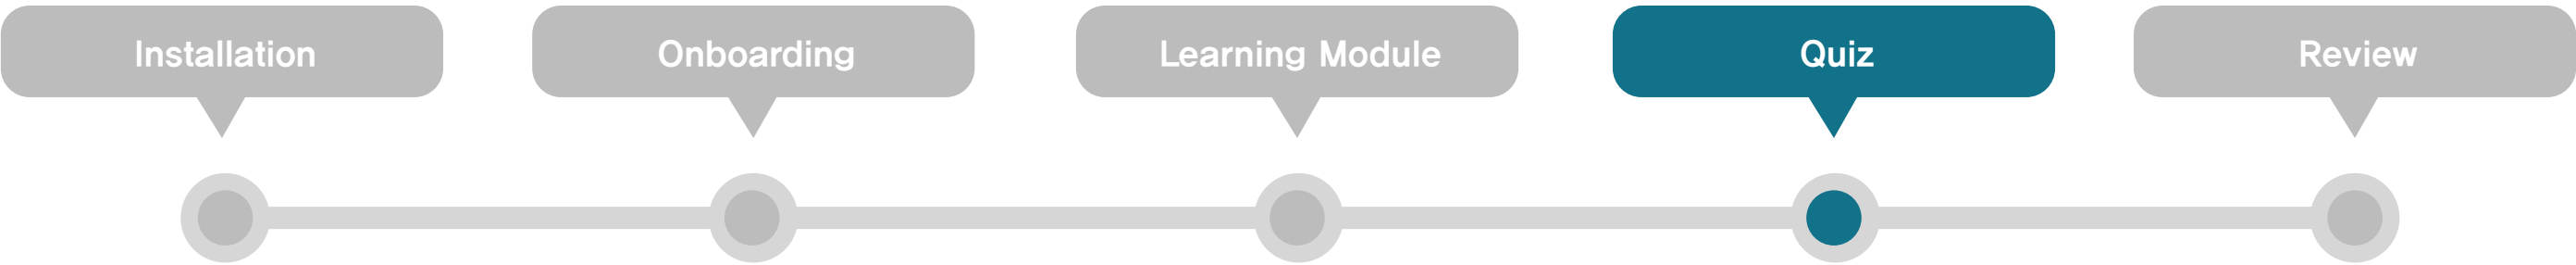 Installation
Onboarding
Learning Module
Quiz
Review